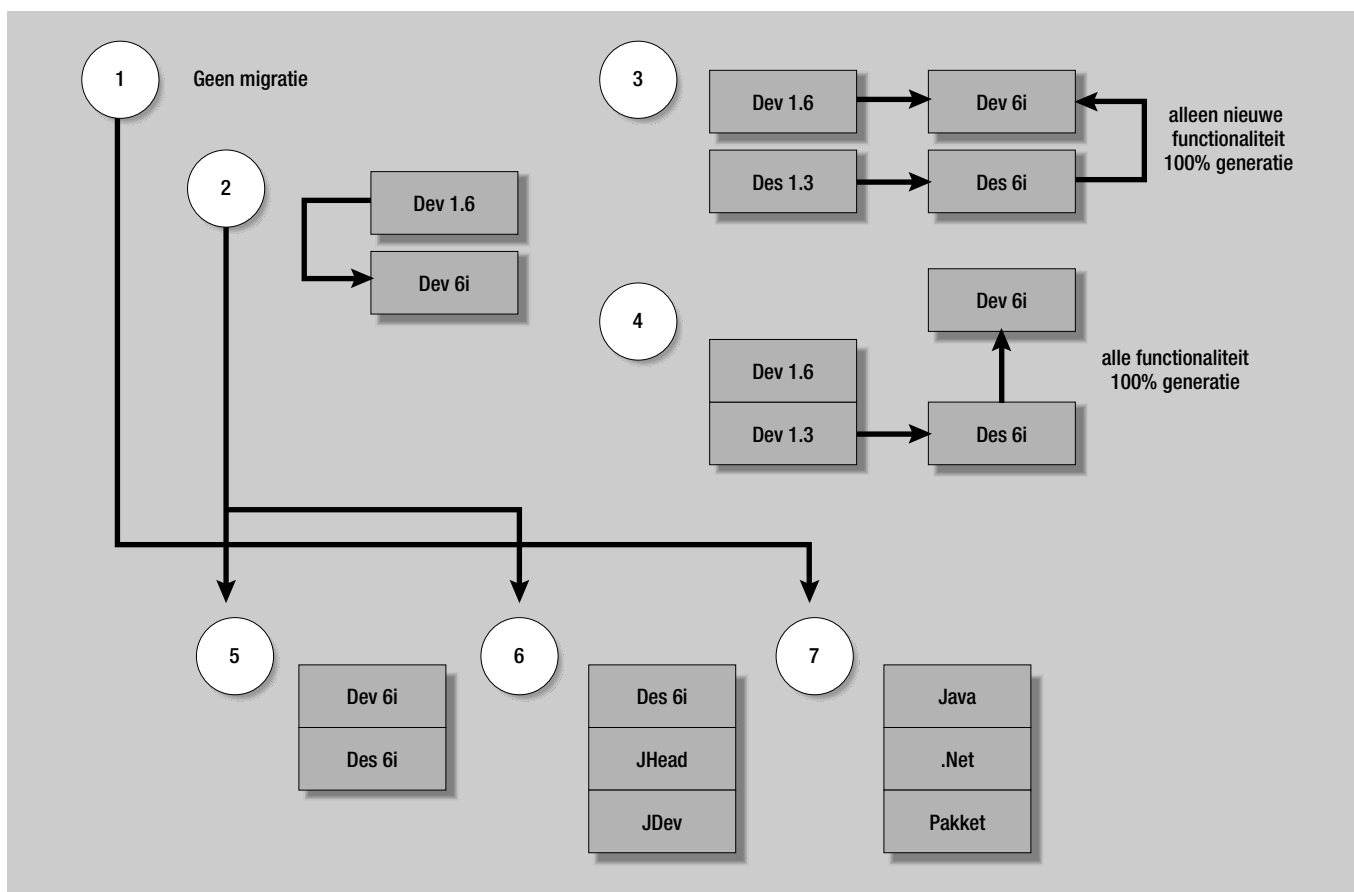 1
Geen migratie
2
Dev 1.6
Dev 6i
3
Dev 1.6
Dev 6i
Des 1.3
Des 6i
alleen nieuwe
functionaliteit
100% generatie
4
Dev 6i
Dev 1.6
Dev 1.3
Des 6i
alle functionaliteit
100% generatie
5
Dev 6i
Des 6i
6
Des 6i
JHead
JDev
7
Java
.Net
Pakket